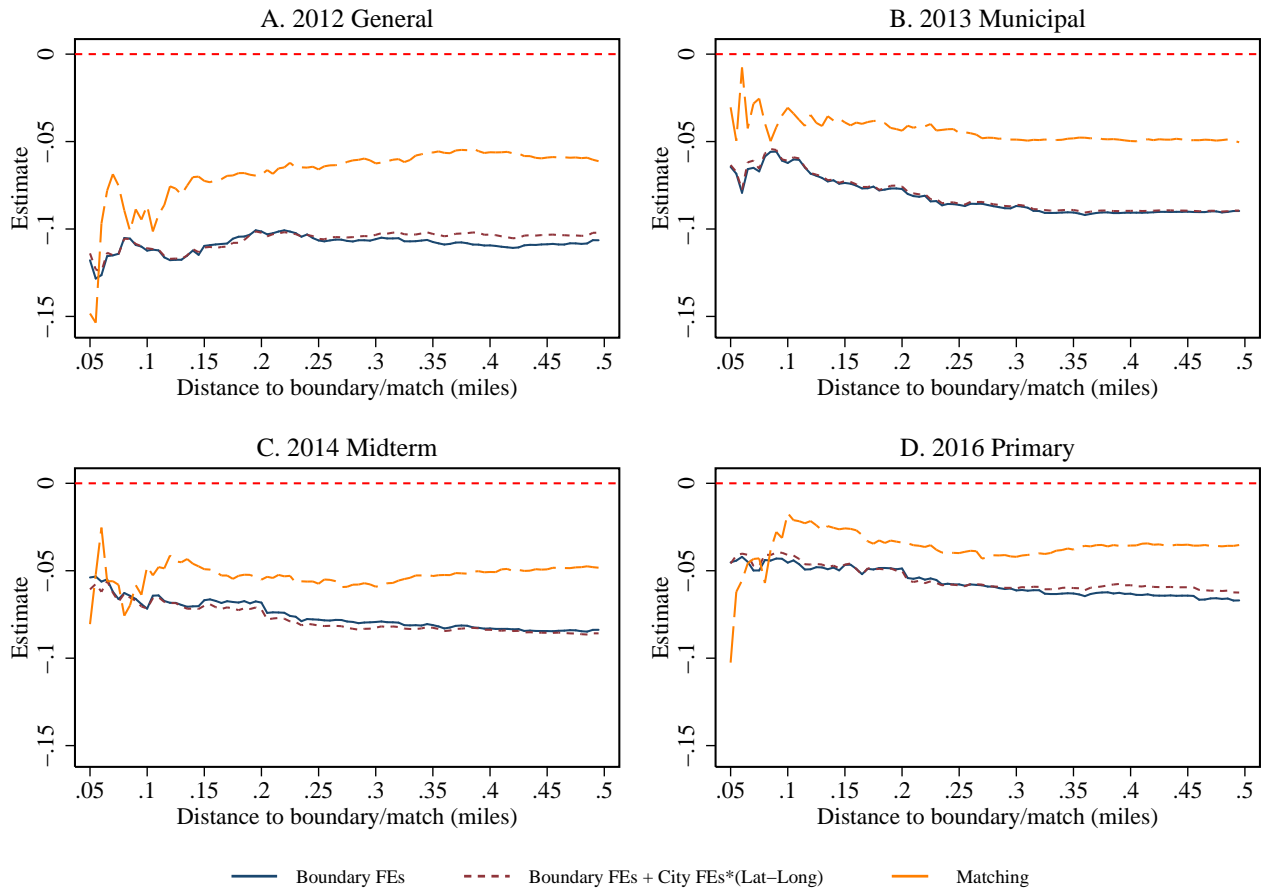 A. 2012 General
B. 2013 Municipal
Estimate
0
−.05
−.1
−.15
.05 .1 .15 .2 .25 .3 .35 .4 .45 .5
Distance to boundary/match (miles)
Estimate
0
−.05
−.1
−.15
.05 .1 .15 .2 .25 .3 .35 .4 .45 .5
Distance to boundary/match (miles)
C. 2014 Midterm
D. 2016 Primary
Estimate
0
−.05
−.1
−.15
.05 .1 .15 .2 .25 .3 .35 .4 .45 .5
Distance to boundary/match (miles)
Estimate
0
−.05
−.1
−.15
.05 .1 .15 .2 .25 .3 .35 .4 .45 .5
Distance to boundary/match (miles)
Boundary FEs Boundary FEs + City FEs*(Lat−Long) Matching